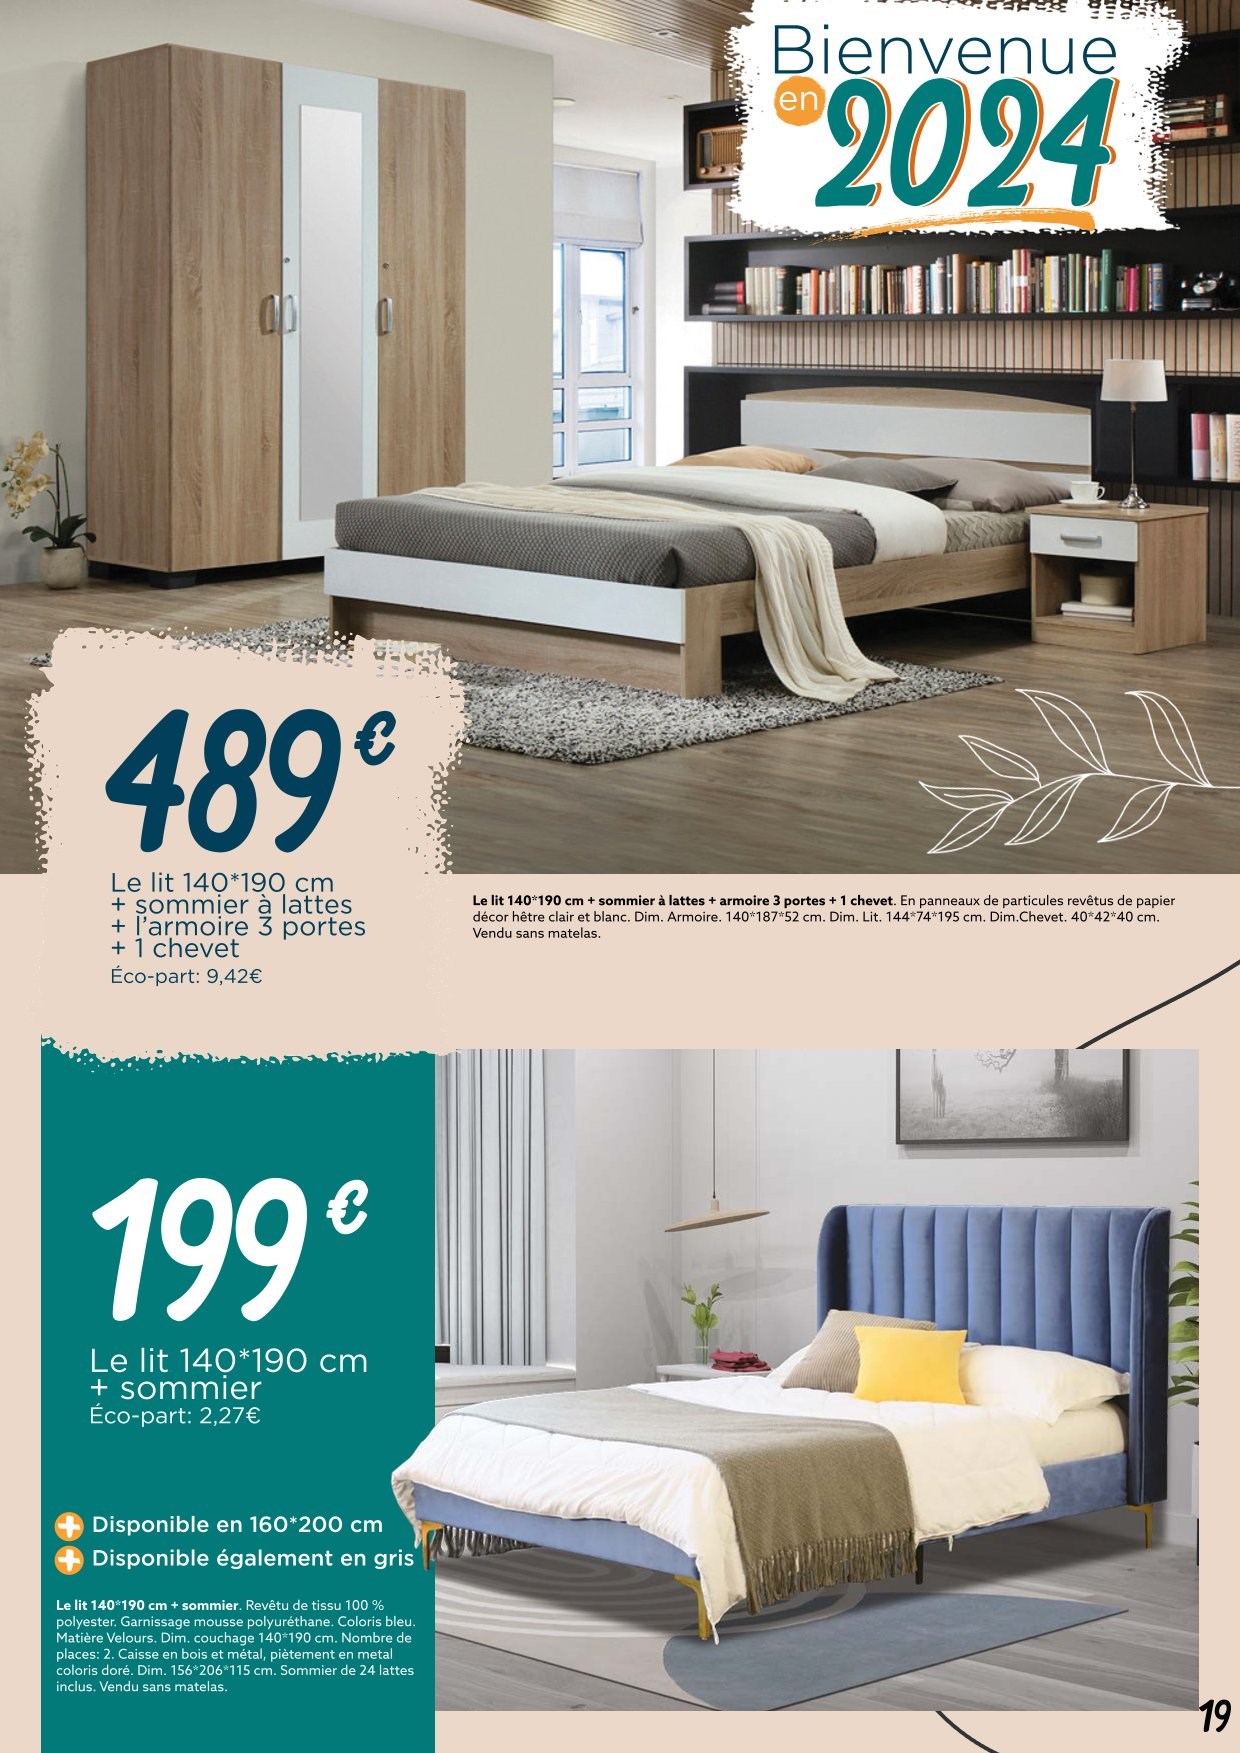 Bienvenue
en
2024
489€
Le lit 140*190 cm
+ sommier à lattes
+ l'armoire 3 portes
+ 1 chevet
Éco-part: 9,42€
Le lit 140*190 cm + sommier à lattes + armoire 3 portes + 1 chevet. En panneaux de particules revêtus de papier
décor hêtre clair et blanc. Dim. Armoire. 140*187*52 cm. Dim. Lit. 144*74*195 cm. Dim.Chevet. 40*42*40 cm.
Vendu sans matelas.
199€
Le lit 140*190 cm
+ sommier
Éco-part: 2,27€
Disponible en 160*200 cm
Disponible également en gris
Le lit 140*190 cm + sommier. Revêtu de tissu 100 %
polyester. Garnissage mousse polyuréthane. Coloris bleu.
Matière Velours. Dim. couchage 140*190 cm. Nombre de
places: 2. Caisse en bois et métal, piètement en metal
coloris doré. Dim. 156*206*115 cm. Sommier de 24 lattes
inclus. Vendu sans matelas.
19